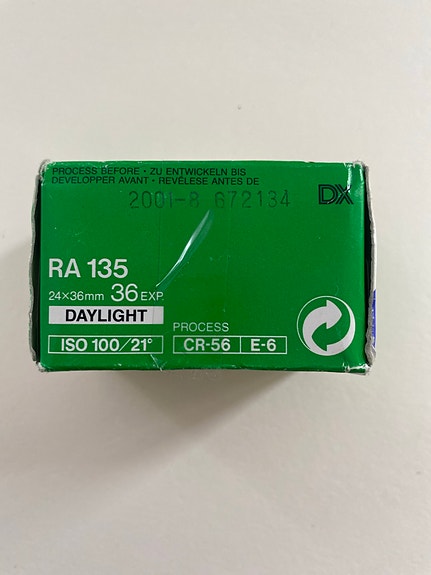 PROCESS BEFORE • ZU ENTWICKELN BIS
DEVELOPPER AVANT • REVÉLESE ANTES DE
2001-8 672134
DX
RA 135
24×36mm 36 EXP.
DAYLIGHT
PROCESS
ISO 100/21° CR-56 E-6